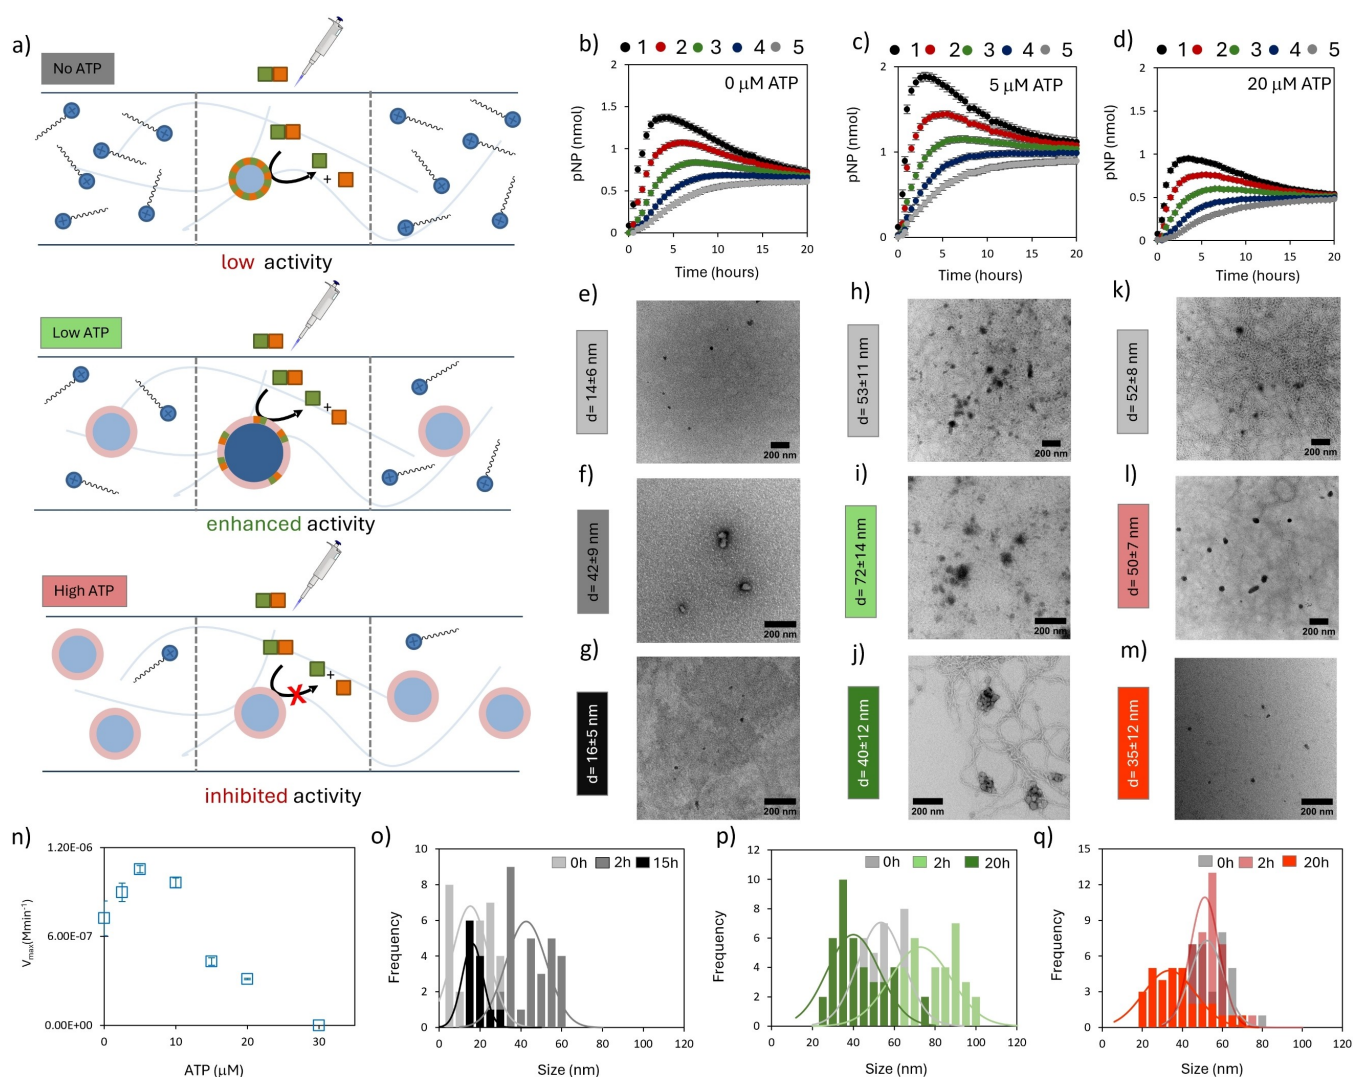 a)
No ATP
+
low activity
Low ATP
+
enhanced activity
High ATP
+
X
inhibited activity
b)
1 2 3 4 5
0 μM ATP
2
1.5
1
0.5
0
pNP (nmol)
0 5 10 15 20
Time (hours)
c)
1 2 3 4 5
5 μM ATP
2
1
0
pNP (nmol)
0 5 10 15 20
Time (hours)
d)
1 2 3 4 5
20 μM ATP
2
1.5
1
0.5
0
pNP (nmol)
0 5 10 15 20
Time (hours)
e)
d= 14±6 nm
200 nm
h)
d= 53±11 nm
200 nm
k)
d= 52±8 nm
200 nm
f)
d= 42±9 nm
200 nm
i)
d= 72±14 nm
200 nm
l)
d= 50±7 nm
200 nm
g)
d= 16±5 nm
200 nm
j)
d= 40±12 nm
200 nm
m)
d= 35±12 nm
200 nm
n)
1.20E-06
6.00E-07
0.00E+00
Vmax(Mmin-1)
0 10 20 30
ATP (μM)
o)
0h 2h 15h
10
8
6
4
2
0
Frequency
0 20 40 60 80 100 120
Size (nm)
p)
0h 2h 20h
12
10
8
6
4
2
0
Frequency
0 20 40 60 80 100 120
Size (nm)
q)
0h 2h 20h
15
12
9
6
3
0
Frequency
0 20 40 60 80 100 120
Size (nm)